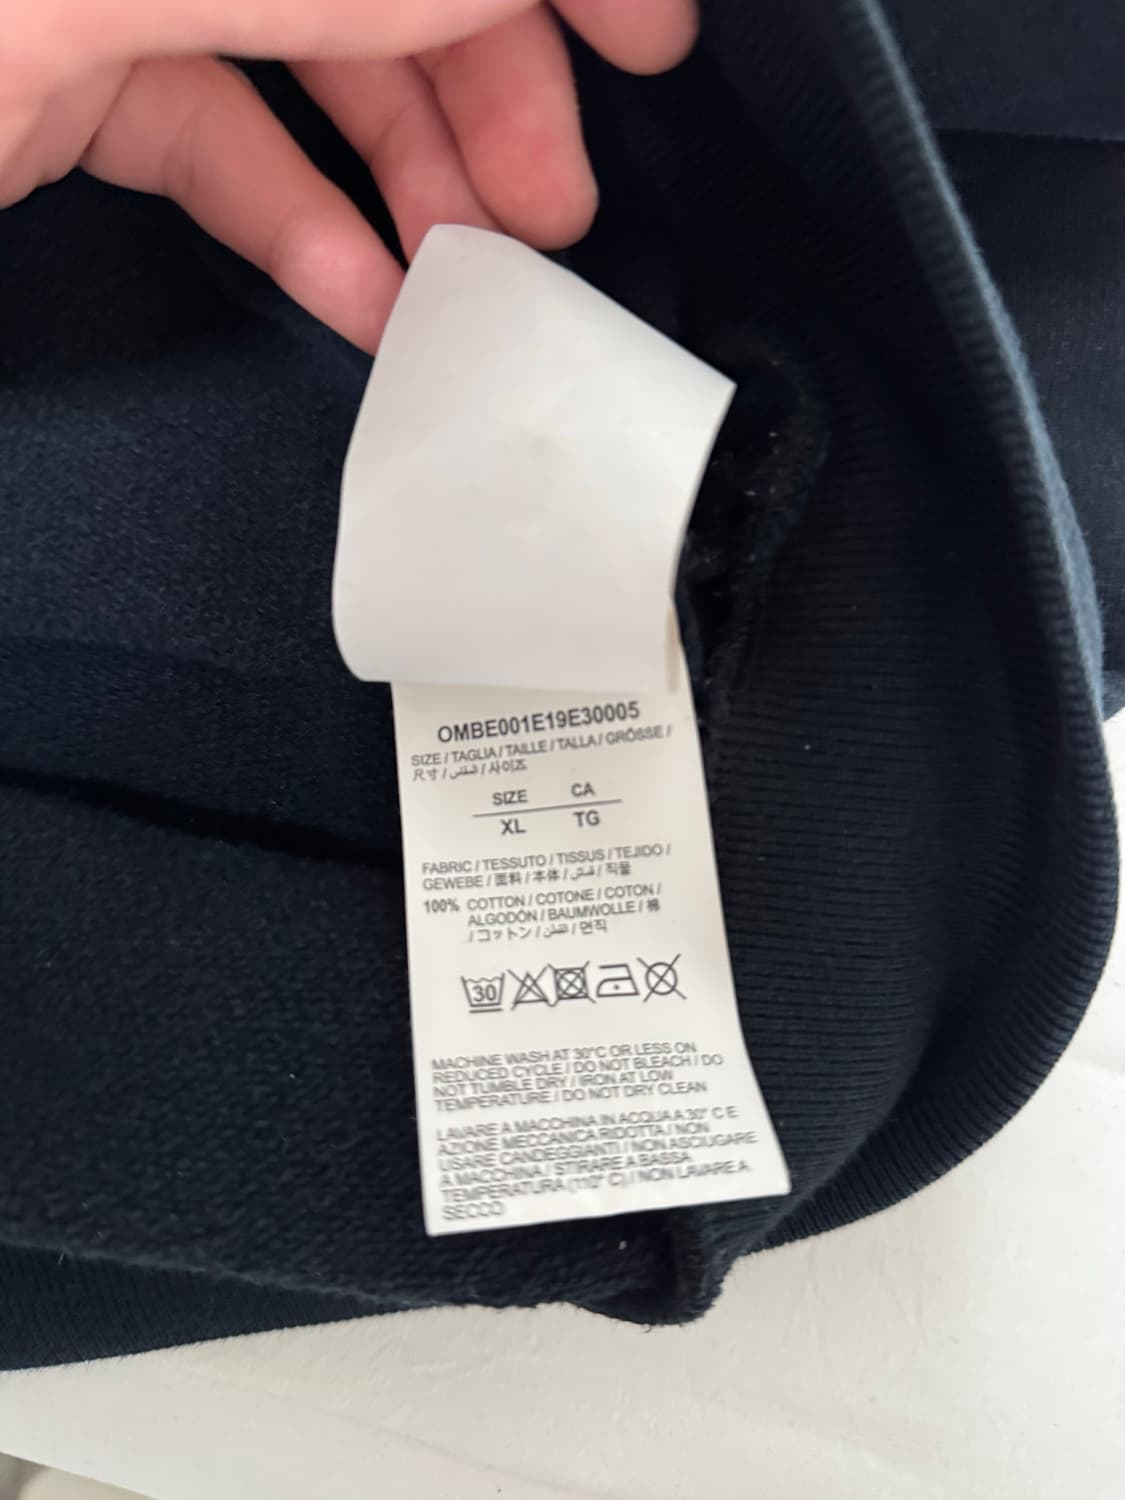 OMBE001E19E30005
SIZE / TAGLIA / TAILLE / TALLA / GRÖSSE /
尺寸 / المقاس / 사이즈
SIZE CA
XL TG
FABRIC / TESSUTO / TISSUS / TEJIDO /
GEWEBE / 面料 / 本体 / قماش / 직물
100% COTTON / COTONE / COTON /
ALGODÓN / BAUMWOLLE / 棉
/ コットン / القطن / 면직
30
MACHINE WASH AT 30°C OR LESS ON
REDUCED CYCLE / DO NOT BLEACH / DO
NOT TUMBLE DRY / IRON AT LOW
TEMPERATURE / DO NOT DRY CLEAN
LAVARE A MACCHINA IN ACQUA A 30° C E
AZIONE MECCANICA RIDOTTA / NON
USARE CANDEGGIANTI / NON ASCIUGARE
A MACCHINA / STIRARE A BASSA
TEMPERATURA (110° C) / NON LAVARE A
SECCO